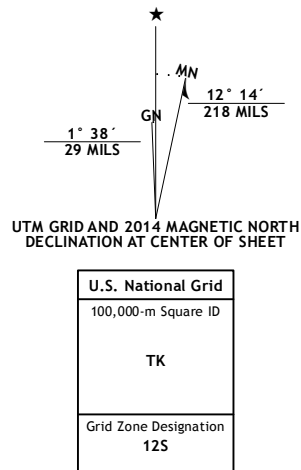 ★
MN
12° 14´
218 MILS
GN
1° 38´
29 MILS
UTM GRID AND 2014 MAGNETIC NORTH
DECLINATION AT CENTER OF SHEET
U.S. National Grid
100,000-m Square ID
TK
Grid Zone Designation
12S